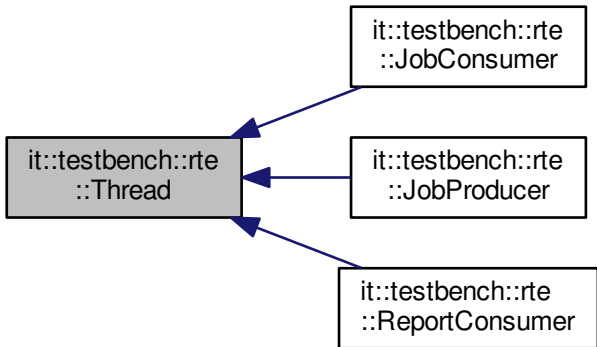 it::testbench::rte
::JobConsumer
it::testbench::rte
::Thread
it::testbench::rte
::JobProducer
it::testbench::rte
::ReportConsumer